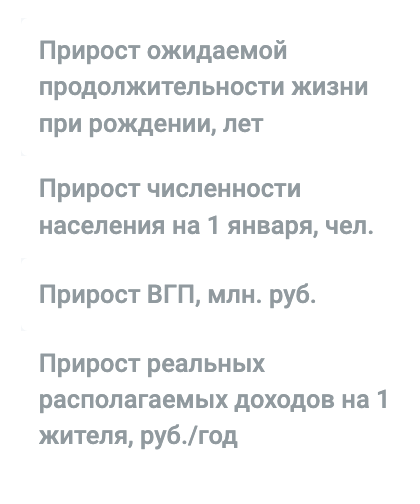 Прирост ожидаемой
продолжительности жизни
при рождении, лет
Прирост численности
населения на 1 января, чел.
Прирост ВГП, млн. руб.
Прирост реальных
располагаемых доходов на 1
жителя, руб./год